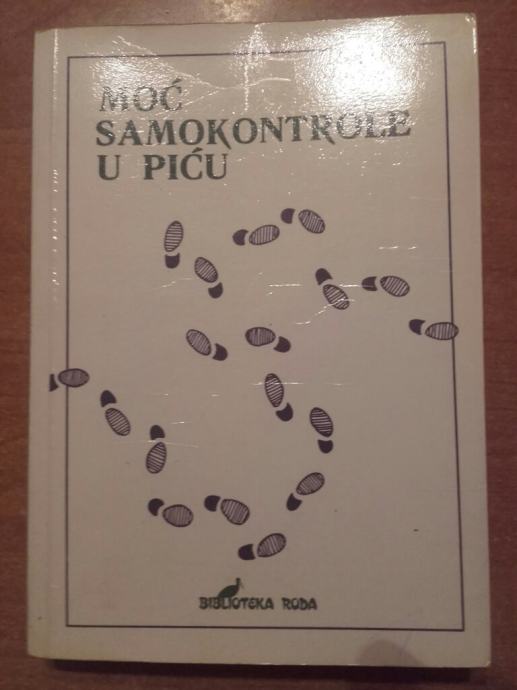 MOĆ
SAMOKONTROLE
U PIĆU
BIBLIOTEKA RODA